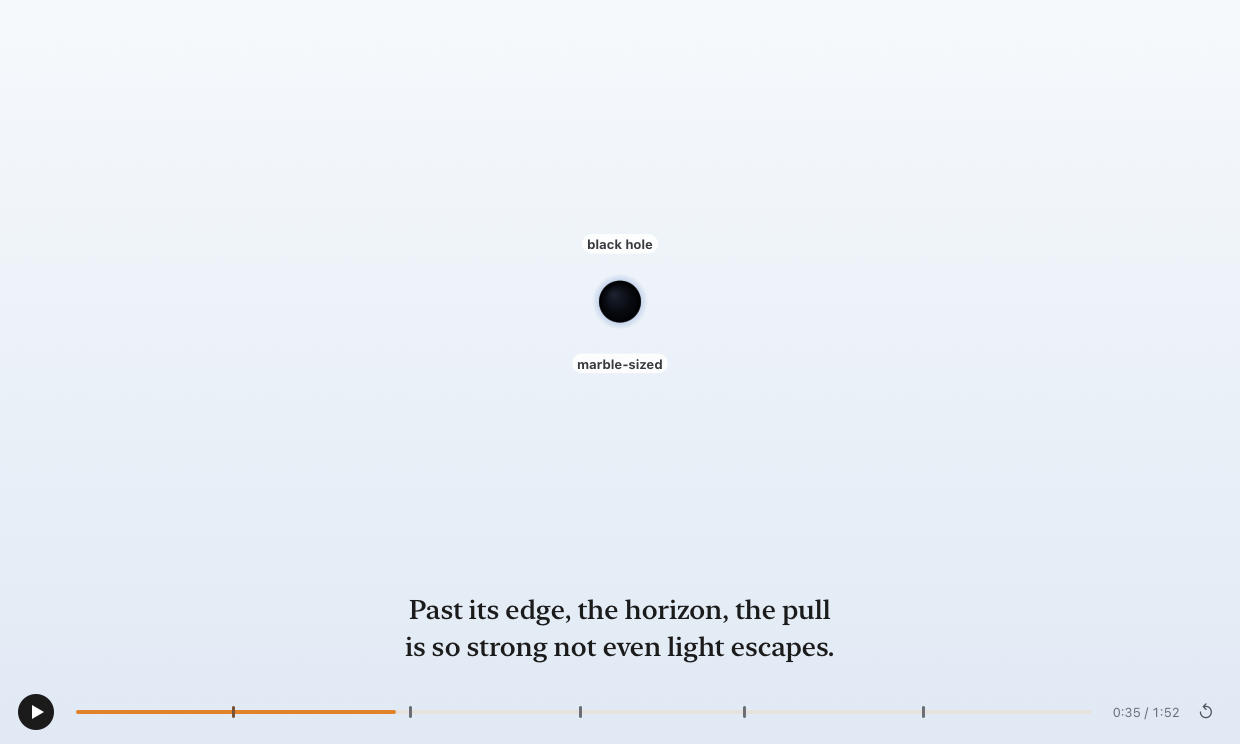 black hole
marble-sized
Past its edge, the horizon, the pull
is so strong not even light escapes.
0:35 / 1:52